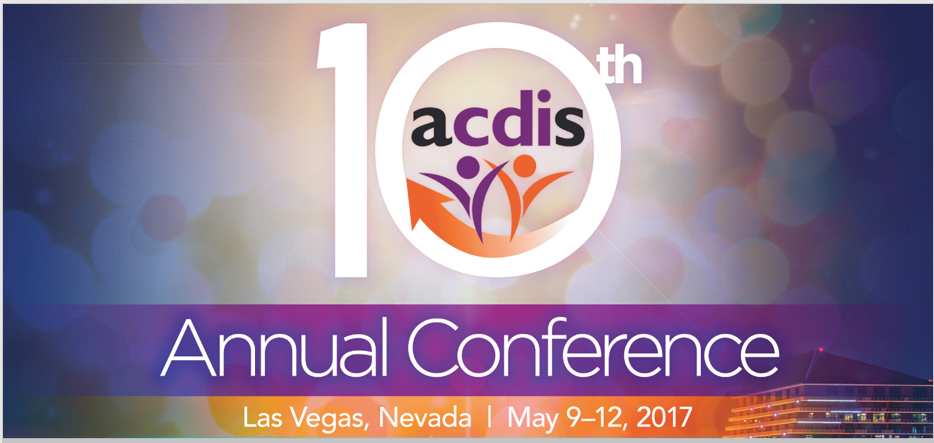 10th
acdis
Annual Conference
Las Vegas, Nevada | May 9–12, 2017